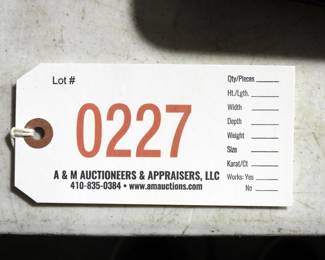 Lot #
0227
A & M AUCTIONEERS & APPRAISERS, LLC
410-835-0384 • www.amauctions.com
Qty/Pieces
Ht./Lgth.
Width
Depth
Weight
Size
Karat/Ct
Works: Yes
No